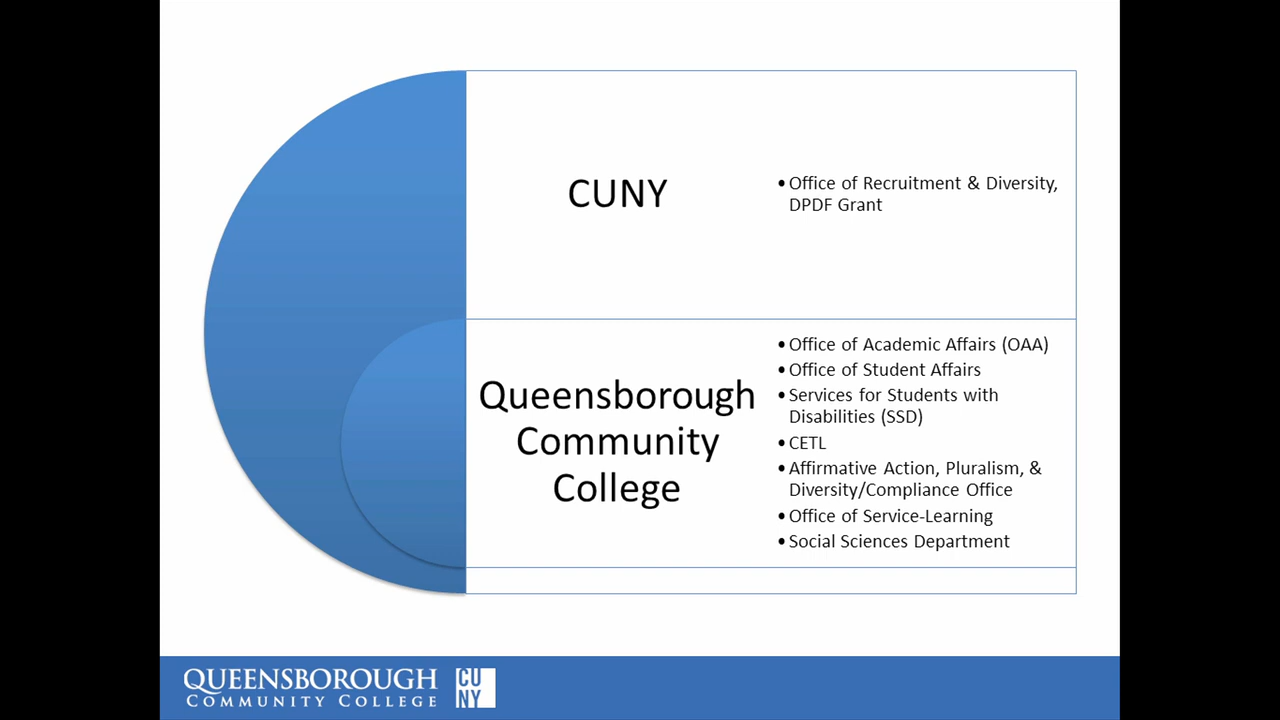 CUNY
•Office of Recruitment & Diversity,
DPDF Grant
Queensborough
Community
College
•Office of Academic Affairs (OAA)
•Office of Student Affairs
•Services for Students with
Disabilities (SSD)
•CETL
•Affirmative Action, Pluralism, &
Diversity/Compliance Office
•Office of Service-Learning
•Social Sciences Department
QUEENSBOROUGH
COMMUNITY COLLEGE
CU
NY